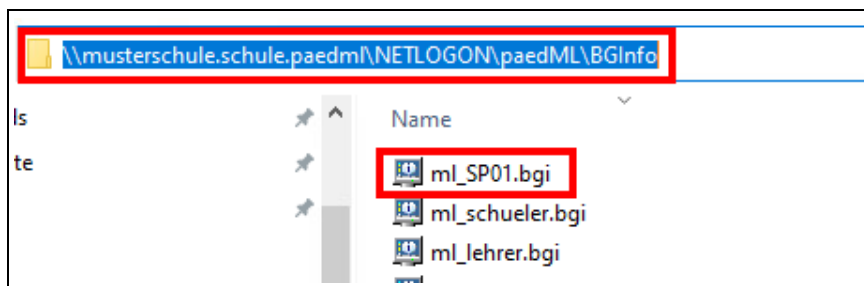 \\musterschule.schule.paedml\NETLOGON\paedML\BGInfo
ls
Name
te
ml_SP01.bgi
ml_schueler.bgi
ml_lehrer.bgi